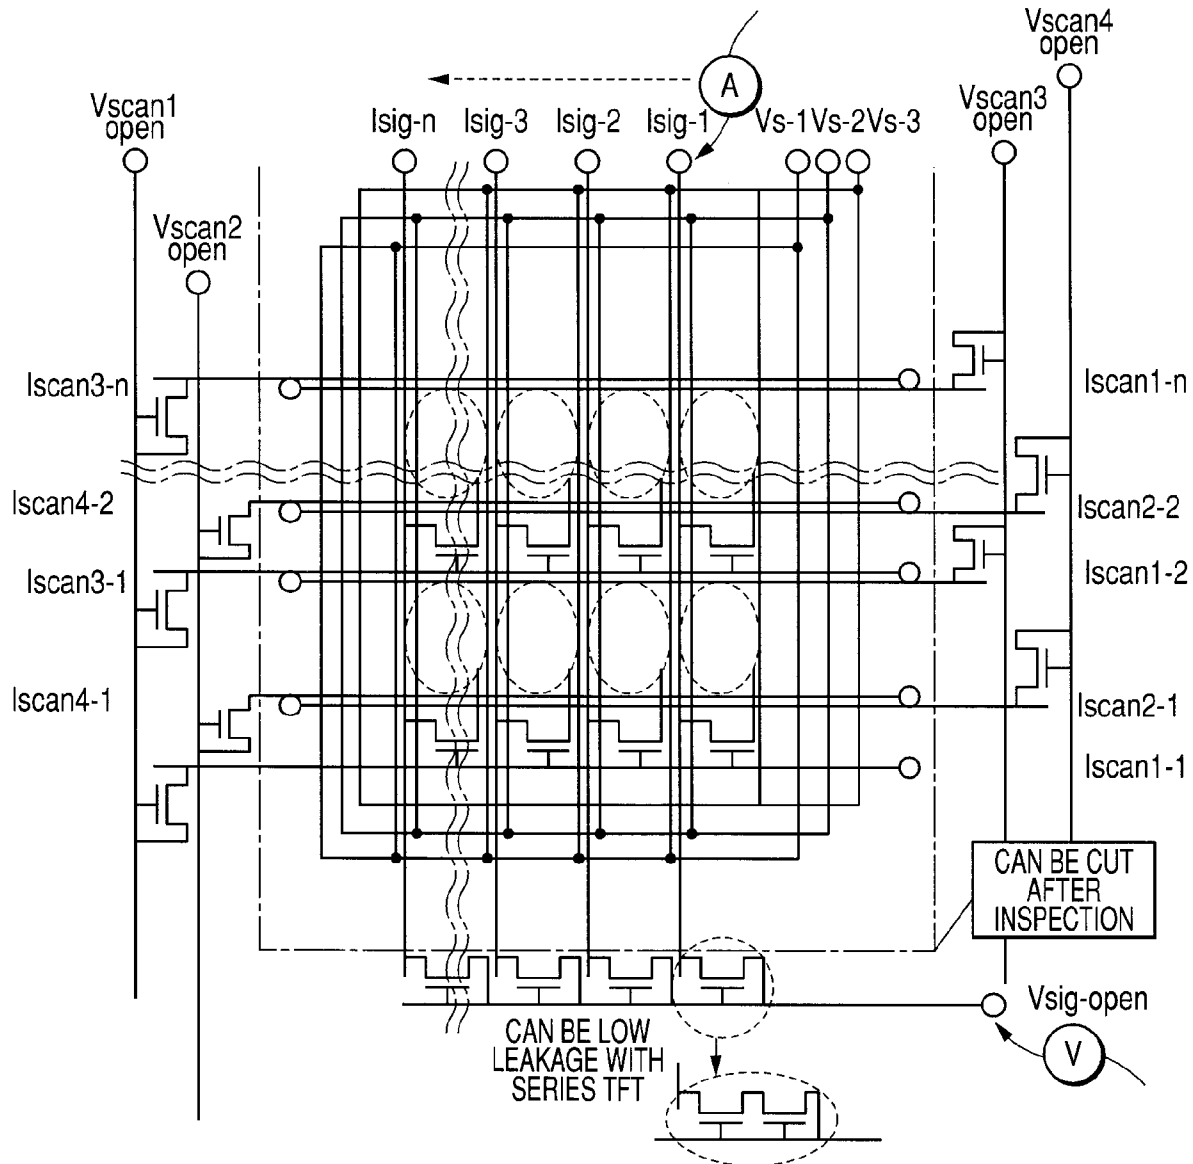 Vscan4
open
A
Vscan1
open
Vscan3
open
Isig-n
Isig-3
Isig-2
Isig-1
Vs-1 Vs-2 Vs-3
Vscan2
open
Iscan3-n
Iscan1-n
Iscan4-2
Iscan2-2
Iscan3-1
Iscan1-2
Iscan4-1
Iscan2-1
Iscan1-1
CAN BE CUT
AFTER
INSPECTION
Vsig-open
CAN BE LOW
LEAKAGE WITH
SERIES TFT
V